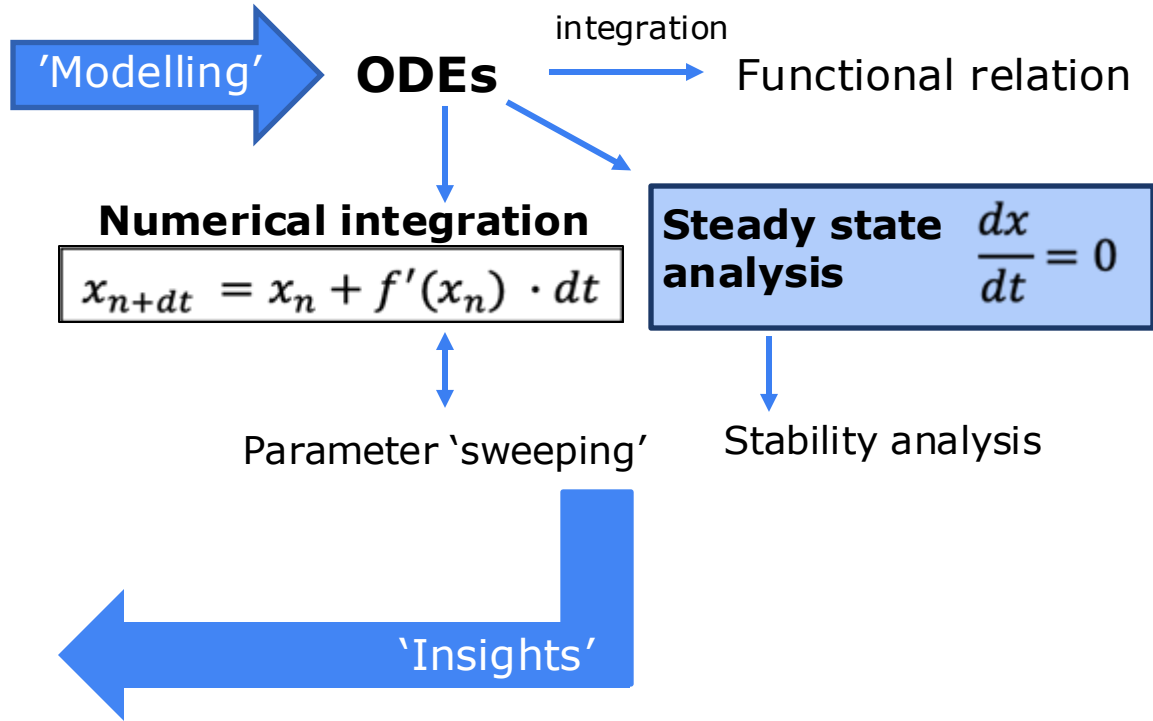 integration
’Modelling’ ODEs Functional relation
Numerical integration
x_{n+dt} = x_n + f′(x_n) · dt
Steady state
analysis
dx/dt = 0
Parameter ‘sweeping’
Stability analysis
‘Insights’